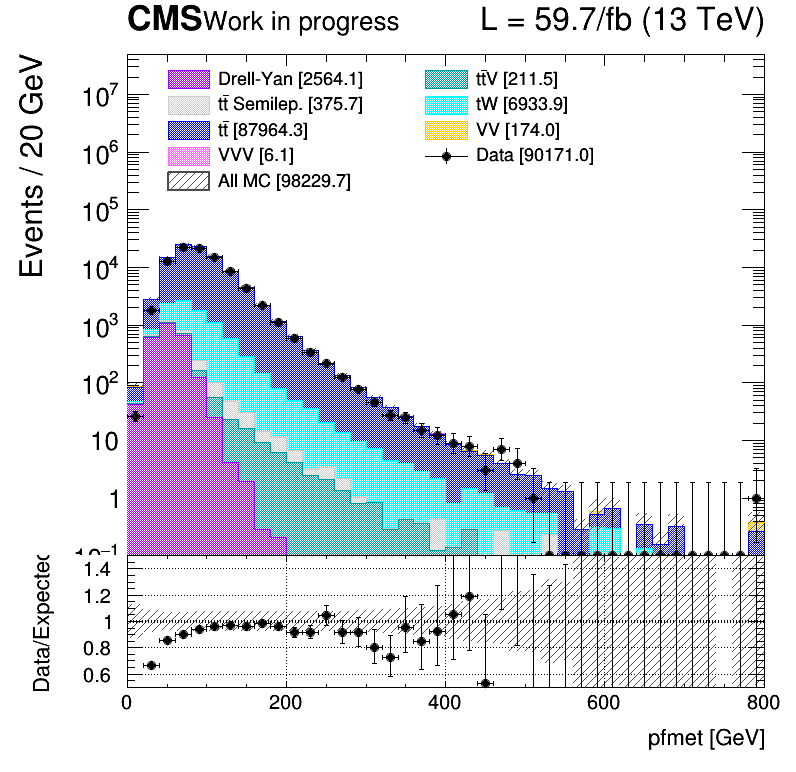 CMS Work in progress L = 59.7/fb (13 TeV)
Events / 20 GeV
Drell-Yan [2564.1]
tt̄ Semilep. [375.7]
tt̄ [87964.3]
VVV [6.1]
All MC [98229.7]
tt̄V [211.5]
tW [6933.9]
VV [174.0]
Data [90171.0]
10⁷
10⁶
10⁵
10⁴
10³
10²
10
1
10⁻¹
Data/Expected
1.4
1.2
1
0.8
0.6
0 200 400 600 800
pfmet [GeV]